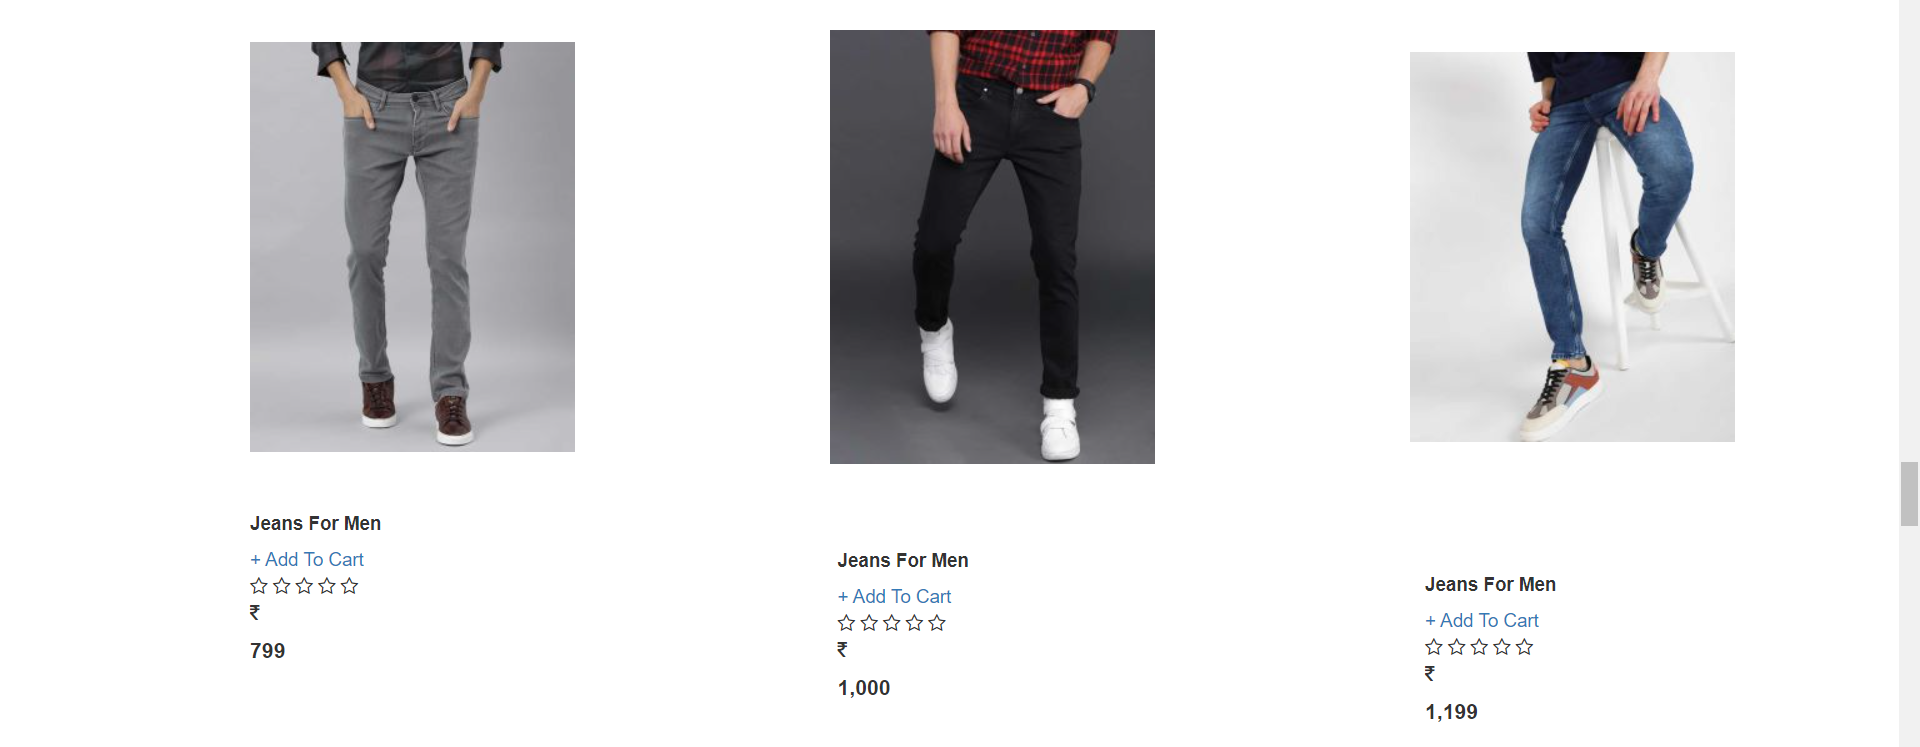 Jeans For Men
+ Add To Cart
₹
799
Jeans For Men
+ Add To Cart
₹
1,000
Jeans For Men
+ Add To Cart
₹
1,199